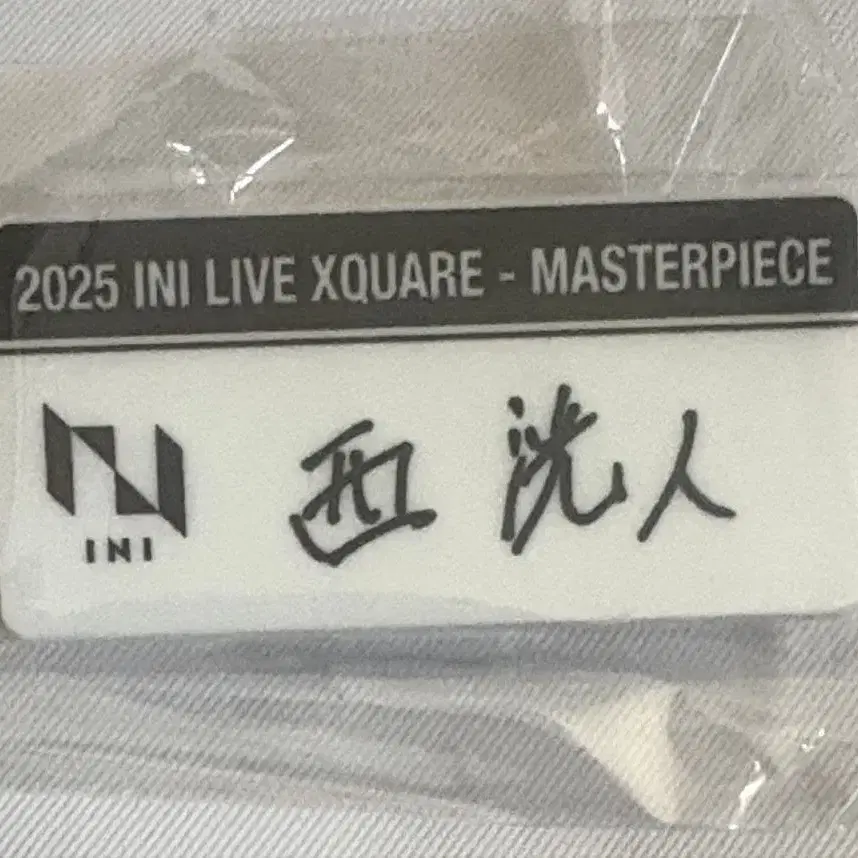 2025 INI LIVE XQUARE - MASTERPIECE
INI
西 洸人